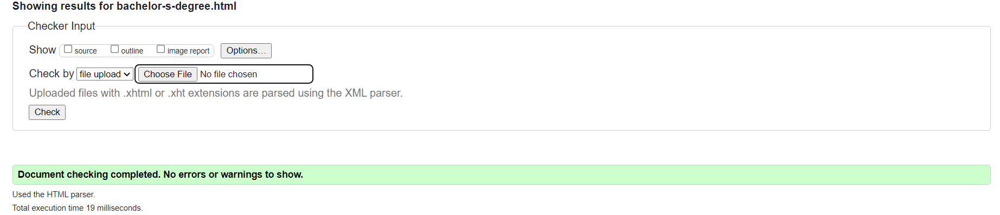 Showing results for bachelor-s-degree.html
Checker Input
Show source outline image report Options...
Check by file upload Choose File No file chosen
Uploaded files with .xhtml or .xht extensions are parsed using the XML parser.
Check
Document checking completed. No errors or warnings to show.
Used the HTML parser.
Total execution time 19 milliseconds.